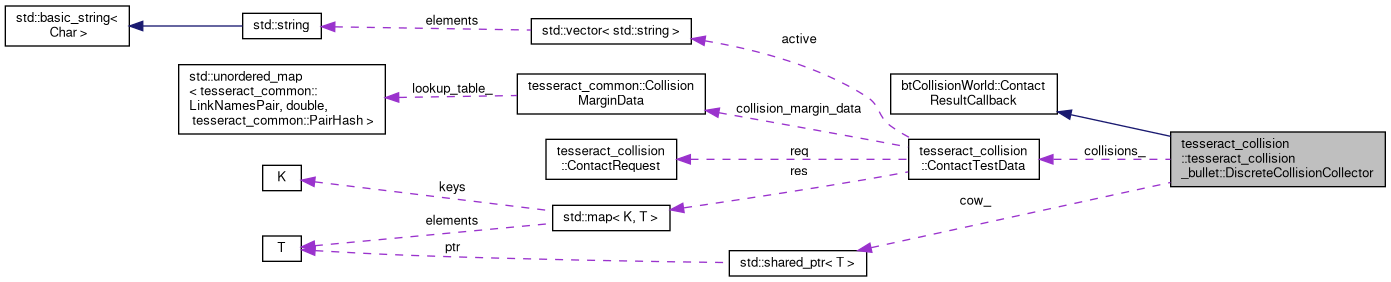 std::basic_string<
Char >
std::string
elements
std::vector< std::string >
active
std::unordered_map
< tesseract_common::
LinkNamesPair, double,
tesseract_common::PairHash >
lookup_table_
tesseract_common::Collision
MarginData
collision_margin_data
btCollisionWorld::Contact
ResultCallback
tesseract_collision
::ContactRequest
req
res
tesseract_collision
::ContactTestData
collisions_
tesseract_collision
::tesseract_collision
_bullet::DiscreteCollisionCollector
K
keys
std::map< K, T >
elements
cow_
T
ptr
std::shared_ptr< T >